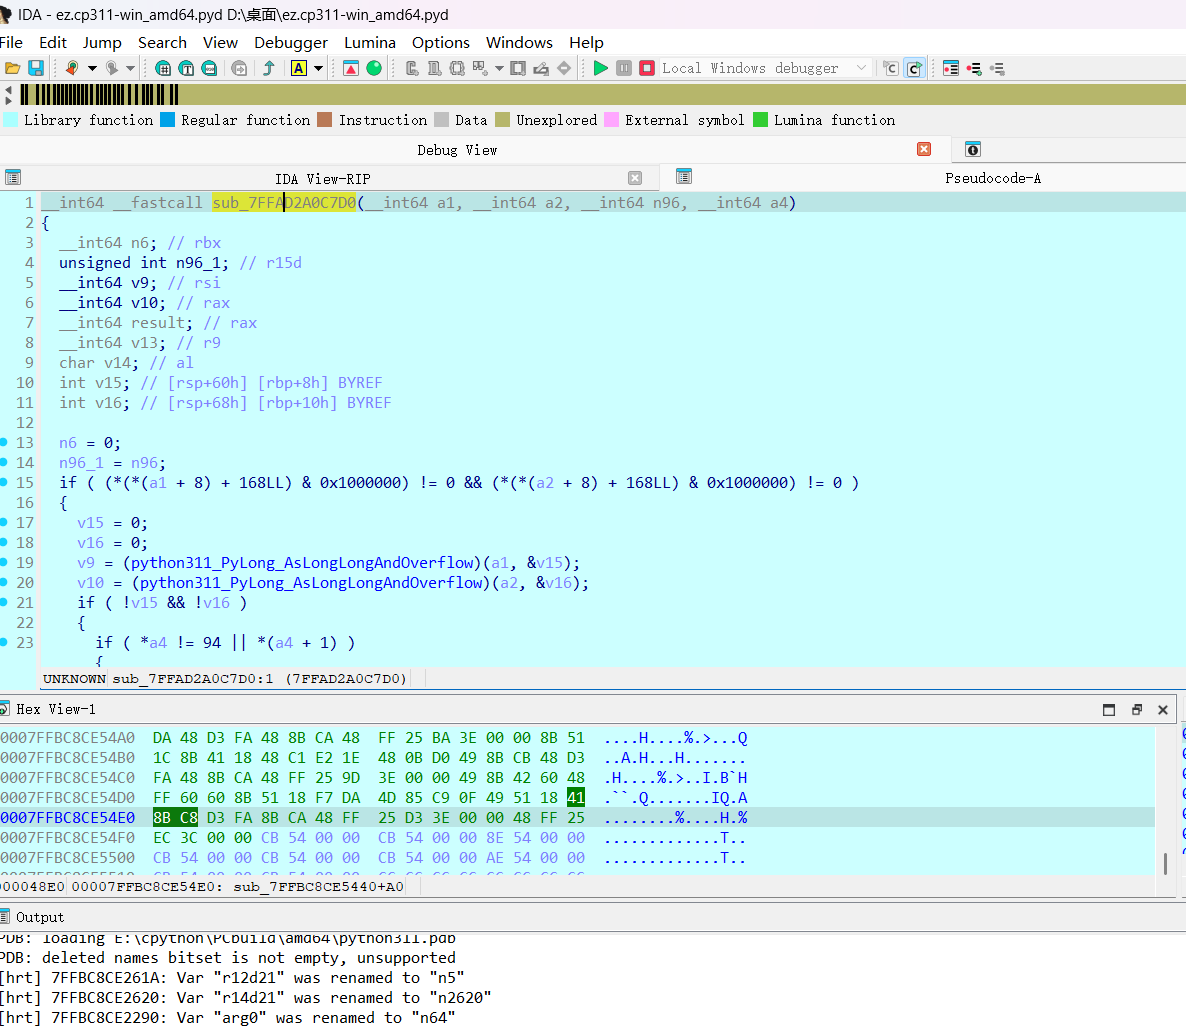 IDA - ez.cp311-win_amd64.pyd D:\桌面\ez.cp311-win_amd64.pyd
File Edit Jump Search View Debugger Lumina Options Windows Help
Local Windows debugger
Library function Regular function Instruction Data Unexplored External symbol Lumina function
Debug View
IDA View-RIP Pseudocode-A
1 __int64 __fastcall sub_7FFAD2A0C7D0(__int64 a1, __int64 a2, __int64 n96, __int64 a4)
2 {
3 __int64 n6; // rbx
4 unsigned int n96_1; // r15d
5 __int64 v9; // rsi
6 __int64 v10; // rax
7 __int64 result; // rax
8 __int64 v13; // r9
9 char v14; // al
10 int v15; // [rsp+60h] [rbp+8h] BYREF
11 int v16; // [rsp+68h] [rbp+10h] BYREF
12
13 n6 = 0;
14 n96_1 = n96;
15 if ( (*(*(a1 + 8) + 168LL) & 0x1000000) != 0 && (*(*(a2 + 8) + 168LL) & 0x1000000) != 0 )
16 {
17 v15 = 0;
18 v16 = 0;
19 v9 = (python311_PyLong_AsLongLongAndOverflow)(a1, &v15);
20 v10 = (python311_PyLong_AsLongLongAndOverflow)(a2, &v16);
21 if ( !v15 && !v16 )
22 {
23 if ( *a4 != 94 || *(a4 + 1) )
{
UNKNOWN sub_7FFAD2A0C7D0:1 (7FFAD2A0C7D0)
Hex View-1
0007FFBC8CE54A0 DA 48 D3 FA 48 8B CA 48 FF 25 BA 3E 00 00 8B 51 ....H....%.>...Q
0007FFBC8CE54B0 1C 8B 41 18 48 C1 E2 1E 48 0B D0 49 8B CB 48 D3 ..A.H...H.......
0007FFBC8CE54C0 FA 48 8B CA 48 FF 25 9D 3E 00 00 49 8B 42 60 48 .H....%.>..I.B`H
0007FFBC8CE54D0 FF 60 60 8B 51 18 F7 DA 4D 85 C9 0F 49 51 18 41 .``.Q.......IQ.A
0007FFBC8CE54E0 8B C8 D3 FA 8B CA 48 FF 25 D3 3E 00 00 48 FF 25 ........%....H.%
0007FFBC8CE54F0 EC 3C 00 00 CB 54 00 00 CB 54 00 00 8E 54 00 00 .............T..
0007FFBC8CE5500 CB 54 00 00 CB 54 00 00 CB 54 00 00 AE 54 00 00 .............T..
000048E0 00007FFBC8CE54E0: sub_7FFBC8CE5440+A0
Output
PDB: loading E:\cpython\PCbuild\amd64\python311.pdb
PDB: deleted names bitset is not empty, unsupported
[hrt] 7FFBC8CE261A: Var "r12d21" was renamed to "n5"
[hrt] 7FFBC8CE2620: Var "r14d21" was renamed to "n2620"
[hrt] 7FFBC8CE2290: Var "arg0" was renamed to "n64"